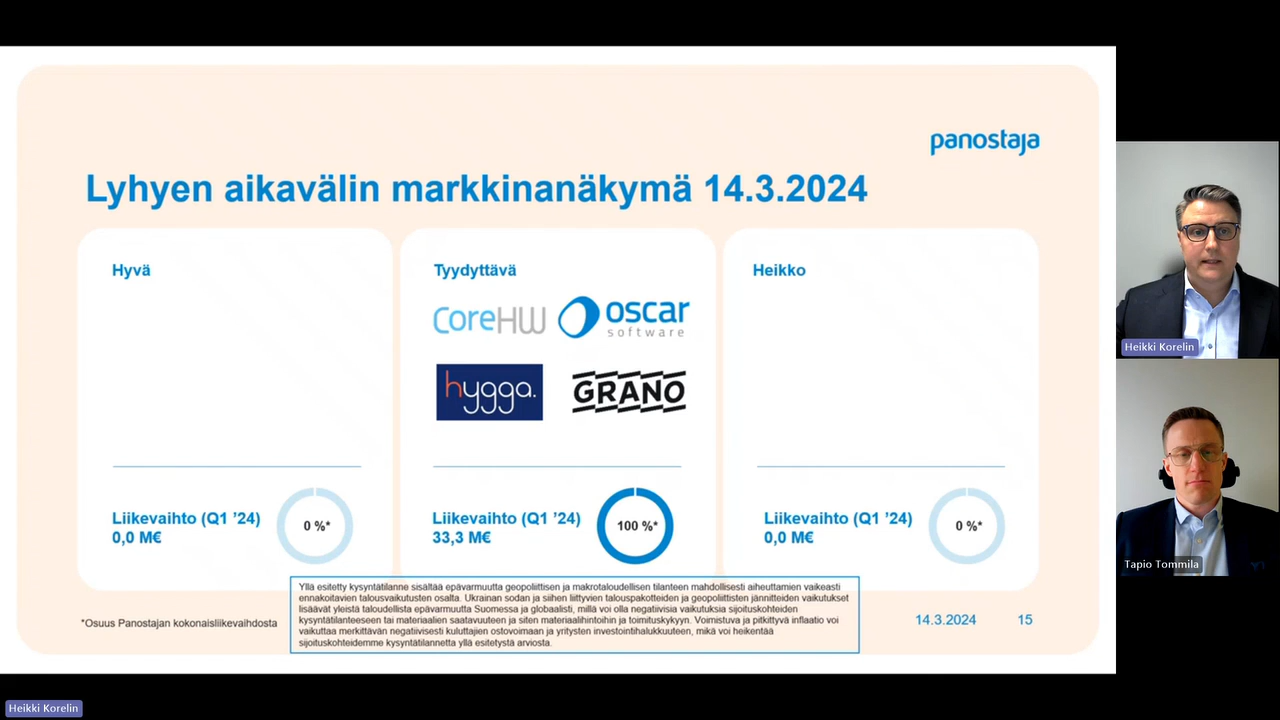 panostaja
Lyhyen aikavälin markkinanäkymä 14.3.2024
Hyvä
Liikevaihto (Q1 ’24)
0,0 M€
0 %*
Tyydyttävä
CoreHW
oscar
software
hygga.
GRANO
Liikevaihto (Q1 ’24)
33,3 M€
100 %*
Heikko
Liikevaihto (Q1 ’24)
0,0 M€
0 %*
*Osuus Panostajan kokonaisliikevaihdosta
Yllä esitetty kysyntätilanne sisältää epävarmuutta geopoliittisen ja makrotaloudellisen tilanteen mahdollisesti aiheuttamien vaikeasti
ennakoitavien talousvaikutusten osalta. Ukrainan sodan ja siihen liittyvien talouspakotteiden ja geopoliittisten jännitteiden vaikutukset
lisäävät yleistä taloudellista epävarmuutta Suomessa ja globaalisti, millä voi olla negatiivisia vaikutuksia sijoituskohteiden
kysyntätilanteeseen tai materiaalien saatavuuteen ja siten materiaalihintoihin ja toimituskykyyn. Voimistuva ja pitkittyvä inflaatio voi
vaikuttaa merkittävän negatiivisesti kuluttajien ostovoimaan ja yritysten investointihalukkuuteen, mikä voi heikentää
sijoituskohteidemme kysyntätilannetta yllä esitetystä arviosta.
14.3.2024
15
Heikki Korelin
Tapio Tommila
Heikki Korelin